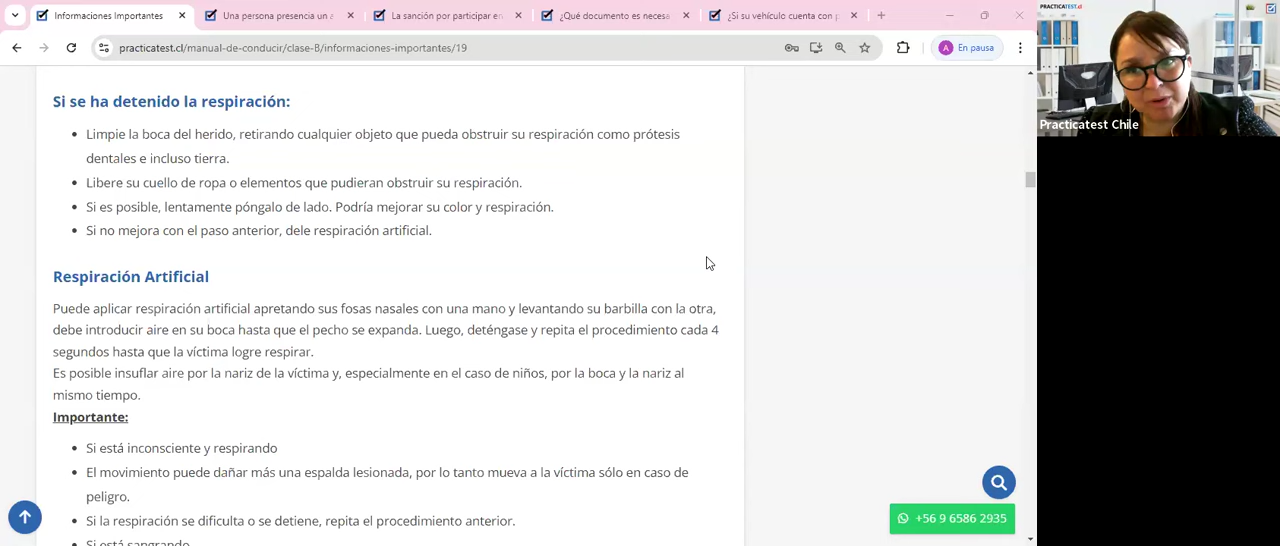 Informaciones Importantes
Una persona presencia un a
La sanción por participar en
¿Qué documento es necesa
¿Si su vehículo cuenta con p
practicatest.cl/manual-de-conducir/clase-B/informaciones-importantes/19
A En pausa
PRACTICATEST.cl
Practicatest Chile
Si se ha detenido la respiración:
• Limpie la boca del herido, retirando cualquier objeto que pueda obstruir su respiración como prótesis
dentales e incluso tierra.
• Libere su cuello de ropa o elementos que pudieran obstruir su respiración.
• Si es posible, lentamente póngalo de lado. Podría mejorar su color y respiración.
• Si no mejora con el paso anterior, dele respiración artificial.
Respiración Artificial
Puede aplicar respiración artificial apretando sus fosas nasales con una mano y levantando su barbilla con la otra,
debe introducir aire en su boca hasta que el pecho se expanda. Luego, deténgase y repita el procedimiento cada 4
segundos hasta que la víctima logre respirar.
Es posible insuflar aire por la nariz de la víctima y, especialmente en el caso de niños, por la boca y la nariz al
mismo tiempo.
Importante:
• Si está inconsciente y respirando
• El movimiento puede dañar más una espalda lesionada, por lo tanto mueva a la víctima sólo en caso de
peligro.
• Si la respiración se dificulta o se detiene, repita el procedimiento anterior.
• Si está sangrando
+56 9 6586 2935